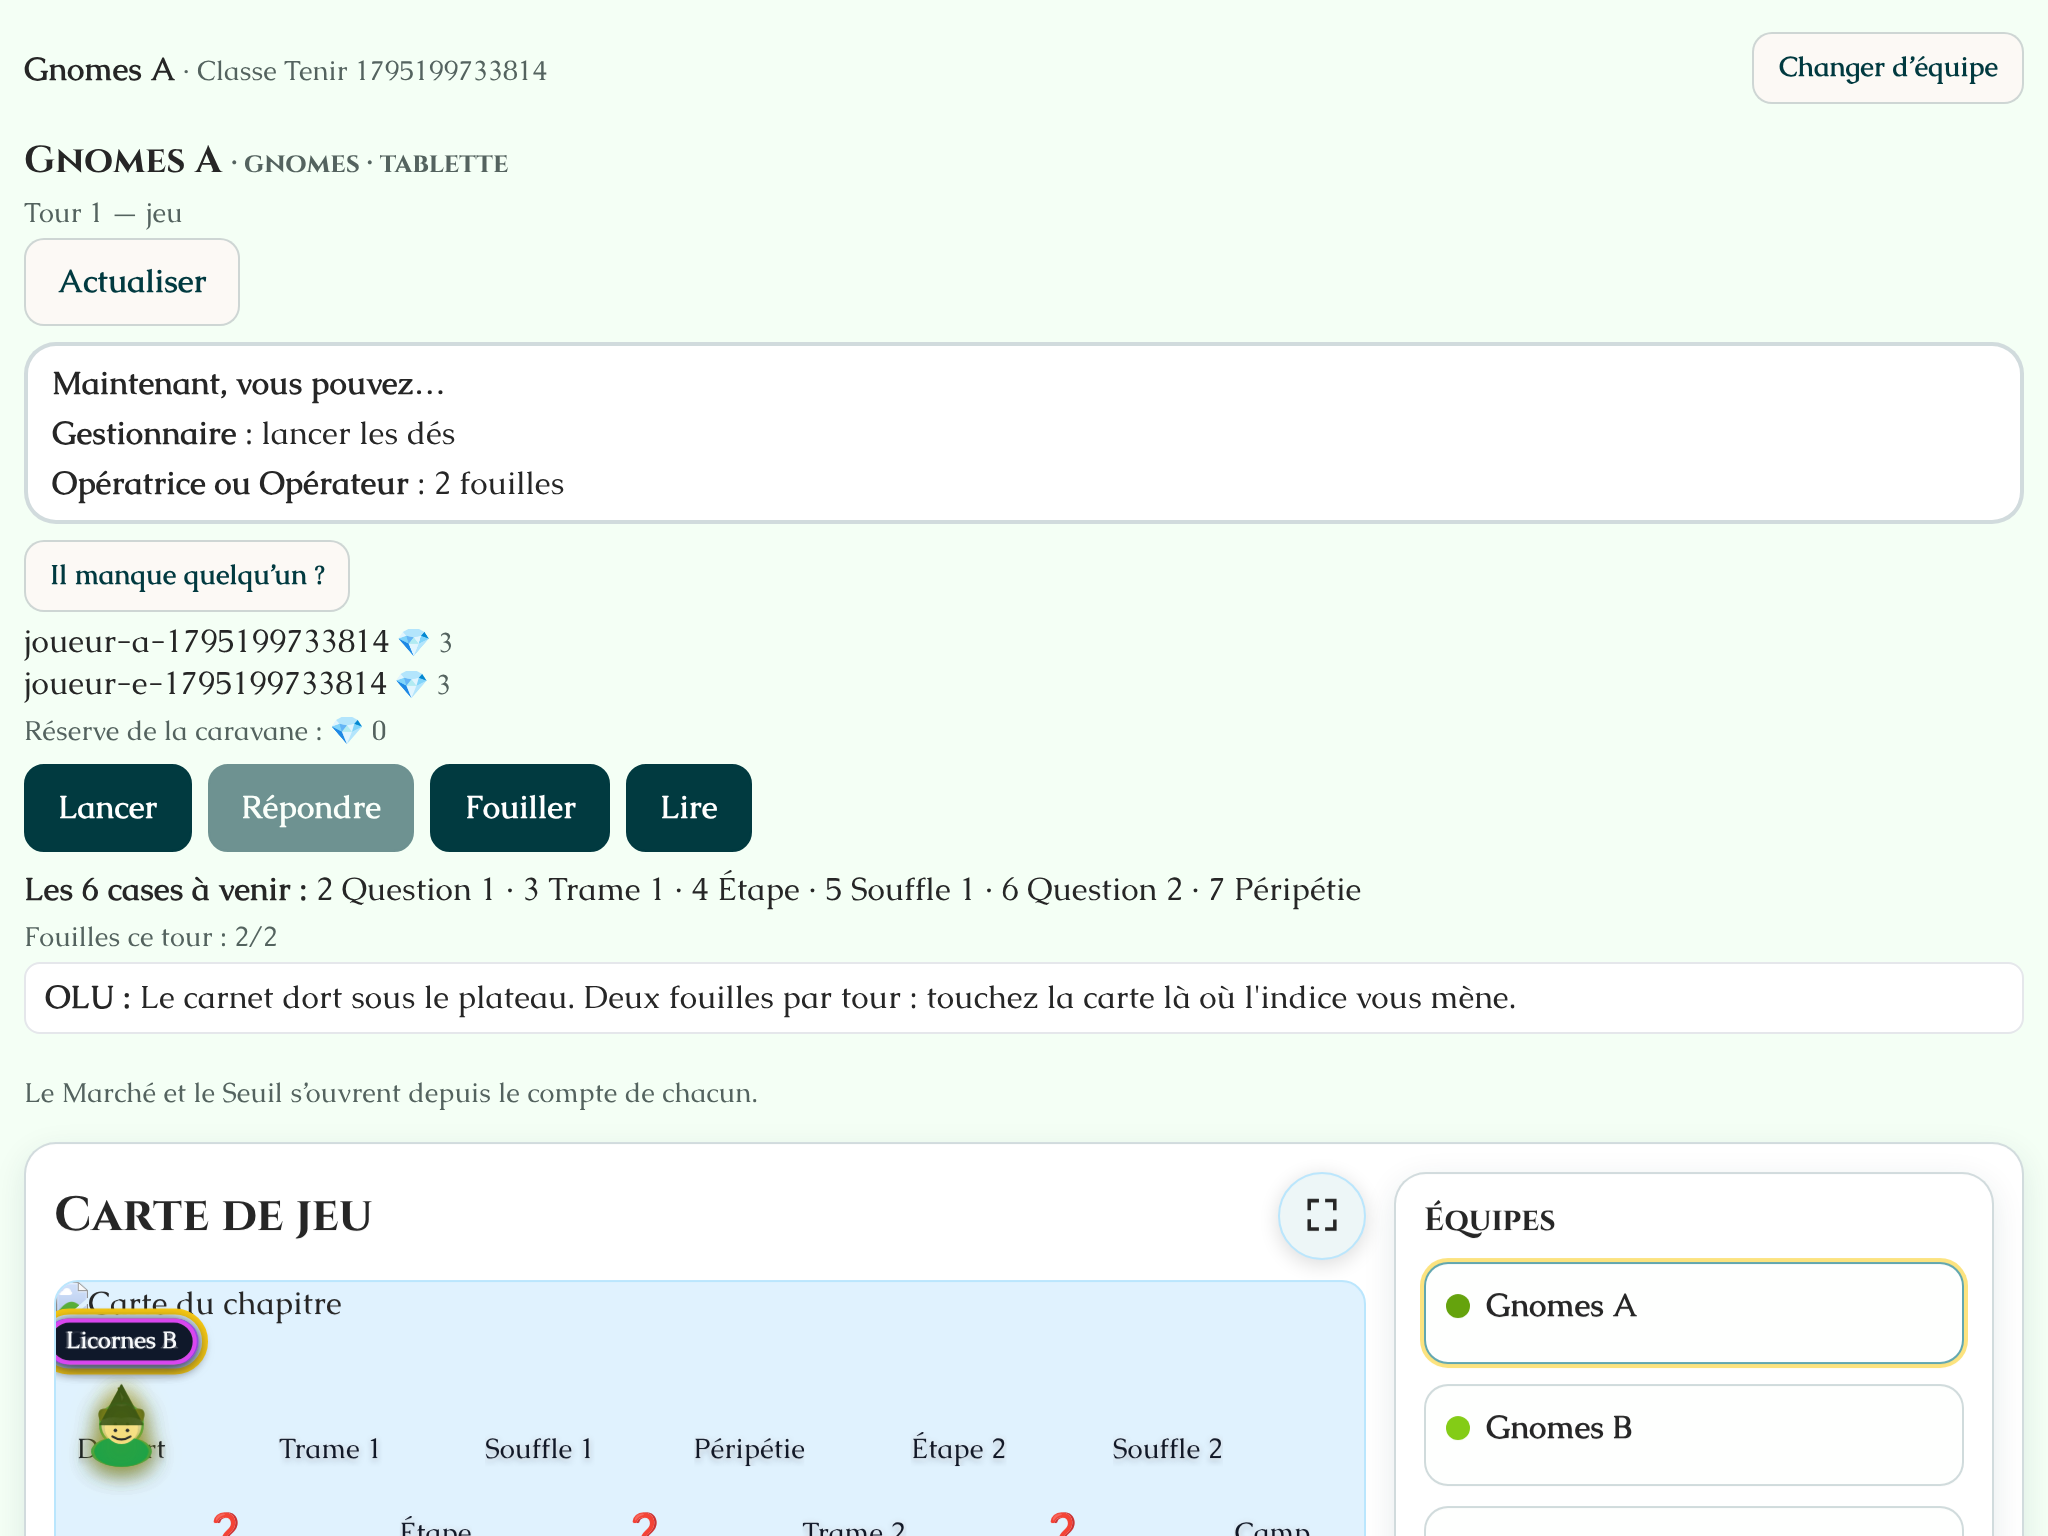 Gnomes A · Classe Tenir 1795199733814
Changer d’équipe
Gnomes A · gnomes · tablette
Tour 1 — jeu
Actualiser
Maintenant, vous pouvez…
Gestionnaire : lancer les dés
Opératrice ou Opérateur : 2 fouilles
Il manque quelqu’un ?
joueur-a-1795199733814 💎 3
joueur-e-1795199733814 💎 3
Réserve de la caravane : 💎 0
Lancer
Répondre
Fouiller
Lire
Les 6 cases à venir : 2 Question 1 · 3 Trame 1 · 4 Étape · 5 Souffle 1 · 6 Question 2 · 7 Péripétie
Fouilles ce tour : 2/2
OLU : Le carnet dort sous le plateau. Deux fouilles par tour : touchez la carte là où l'indice vous mène.
Le Marché et le Seuil s’ouvrent depuis le compte de chacun.
Carte de jeu
Carte du chapitre
Licornes B
Trame 1
Souffle 1
Péripétie
Étape 2
Souffle 2
❓
Étape
❓
Trame 2
❓
Camp
Équipes
Gnomes A
Gnomes B